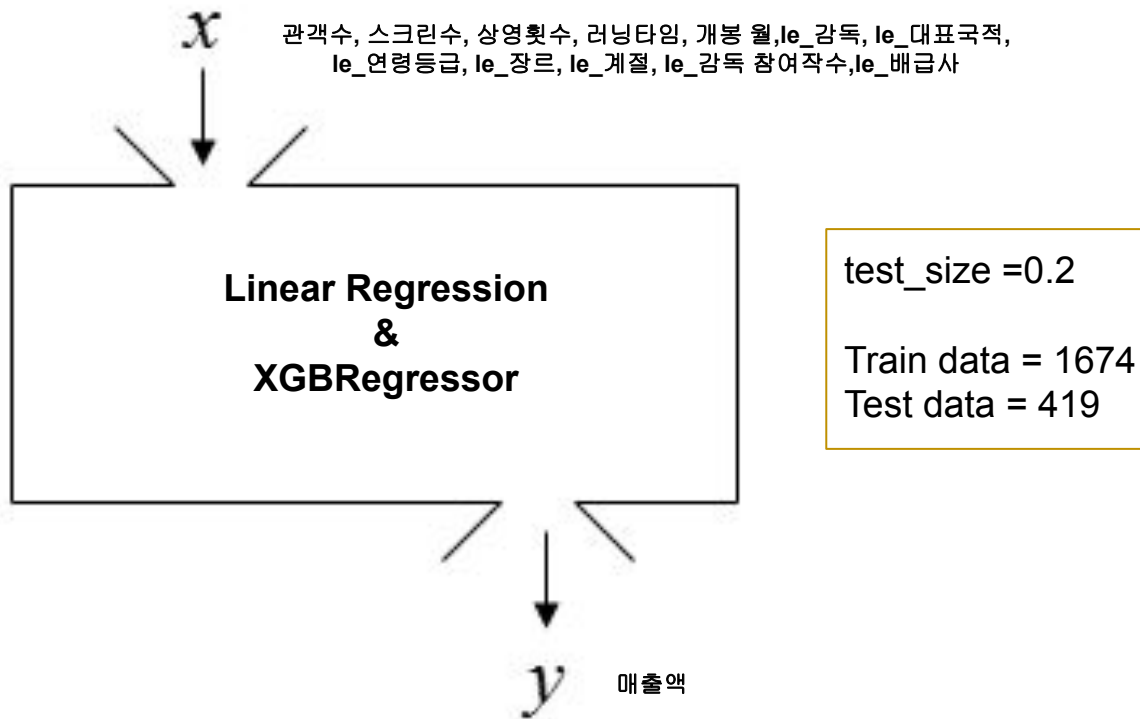 x
관객수, 스크린수, 상영횟수, 러닝타임, 개봉 월,le_감독, le_대표국적,
le_연령등급, le_장르, le_계절, le_감독 참여작수,le_배급사
Linear Regression
&
XGBRegressor
test_size =0.2
Train data = 1674
Test data = 419
y
매출액